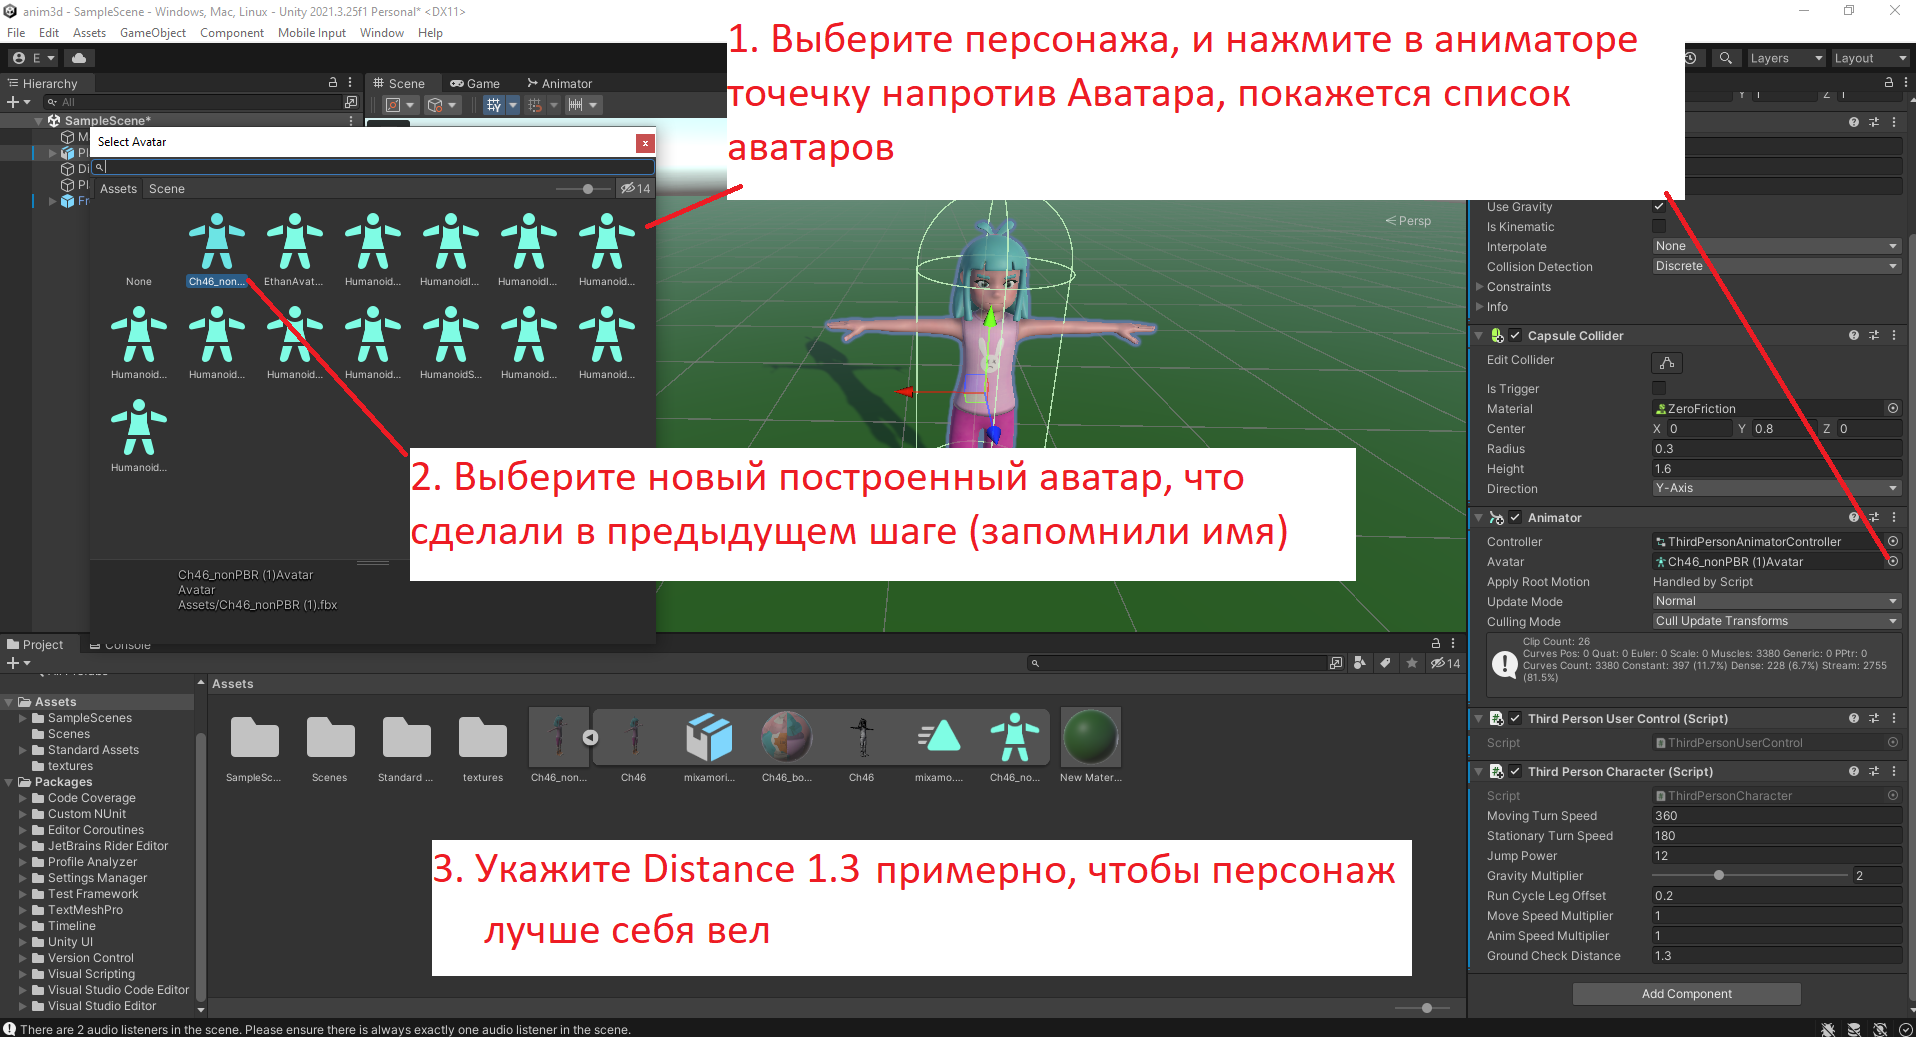 anim3d - SampleScene - Windows, Mac, Linux - Unity 2021.3.25f1 Personal* <DX11>
File Edit Assets GameObject Component Mobile Input Window Help
1. Выберите персонажа, и нажмите в аниматоре
точечку напротив Аватара, покажется список
аватаров
E
Layers
Layout
Hierarchy
Scene
Game
Animator
All
Y 1 Z 1
SampleScene*
Select Avatar
x
Assets
Scene
14
None
Ch46_non...
EthanAvat...
Humanoid...
HumanoidI...
HumanoidI...
Humanoid...
Humanoid...
Humanoid...
Humanoid...
Humanoid...
HumanoidS...
Humanoid...
Humanoid...
Humanoid...
Ch46_nonPBR (1)Avatar
Avatar
Assets/Ch46_nonPBR (1).fbx
Persp
2. Выберите новый построенный аватар, что
сделали в предыдущем шаге (запомнили имя)
Use Gravity
Is Kinematic
Interpolate None
Collision Detection Discrete
Constraints
Info
Capsule Collider
Edit Collider
Is Trigger
Material ZeroFriction
Center X 0 Y 0.8 Z 0
Radius 0.3
Height 1.6
Direction Y-Axis
Animator
Controller ThirdPersonAnimatorController
Avatar Ch46_nonPBR (1)Avatar
Apply Root Motion Handled by Script
Update Mode Normal
Culling Mode Cull Update Transforms
Clip Count: 26
Curves Pos: 0 Quat: 0 Euler: 0 Scale: 0 Muscles: 3380 Generic: 0 PPtr: 0
Curves Count: 3380 Constant: 397 (11.7%) Dense: 228 (6.7%) Stream: 2755
(81.5%)
Third Person User Control (Script)
Script ThirdPersonUserControl
Third Person Character (Script)
Script ThirdPersonCharacter
Moving Turn Speed 360
Stationary Turn Speed 180
Jump Power 12
Gravity Multiplier 2
Run Cycle Leg Offset 0.2
Move Speed Multiplier 1
Anim Speed Multiplier 1
Ground Check Distance 1.3
Add Component
Project
Console
14
Assets
SampleScenes
Scenes
Standard Assets
textures
Packages
Code Coverage
Custom NUnit
Editor Coroutines
JetBrains Rider Editor
Profile Analyzer
Settings Manager
Test Framework
TextMeshPro
Timeline
Unity UI
Version Control
Visual Scripting
Visual Studio Code Editor
Visual Studio Editor
Assets
SampleSc...
Scenes
Standard ...
textures
Ch46_non...
Ch46
mixamori...
Ch46_bo...
Ch46
mixamo....
Ch46_no...
New Mater...
3. Укажите Distance 1.3 примерно, чтобы персонаж
лучше себя вел
There are 2 audio listeners in the scene. Please ensure there is always exactly one audio listener in the scene.